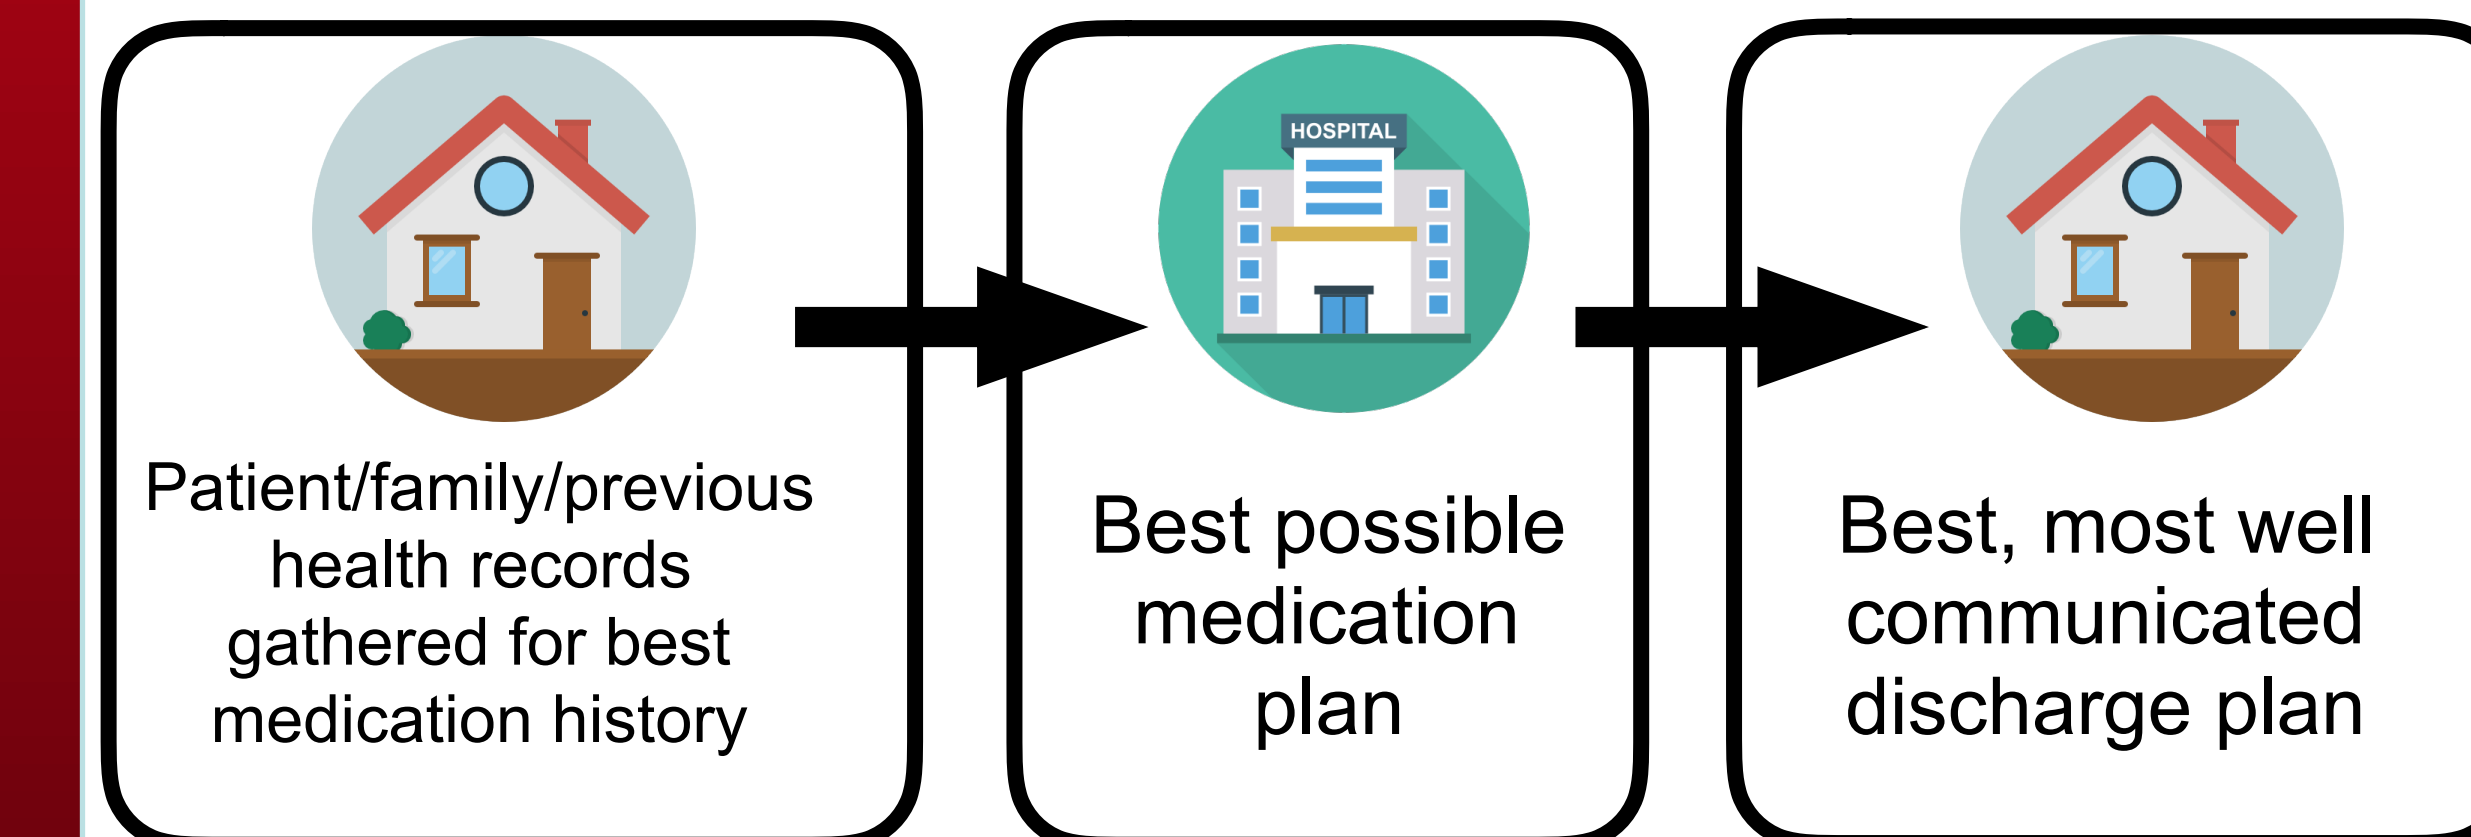 Patient/family/previous
health records
gathered for best
medication history
HOSPITAL
Best possible
medication
plan
Best, most well
communicated
discharge plan